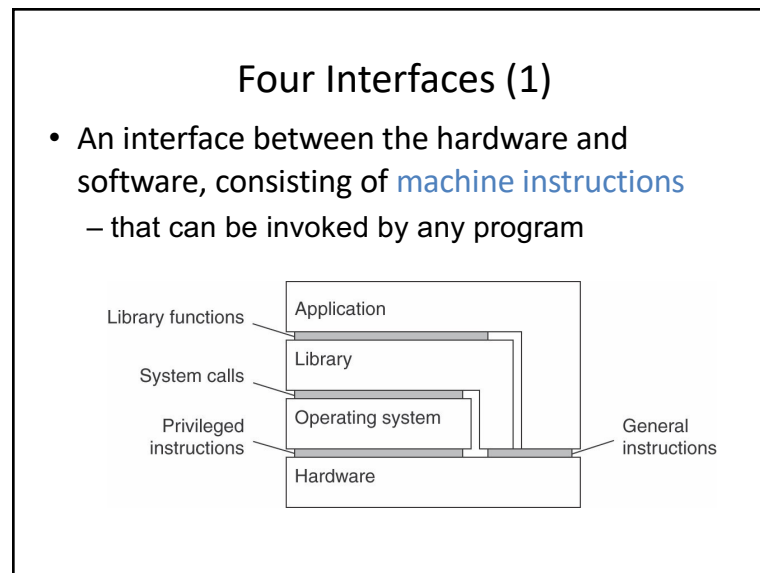 Four Interfaces (1)
• An interface between the hardware and
software, consisting of machine instructions
– that can be invoked by any program
Application
Library functions
Library
System calls
Operating system
Privileged
instructions
General
instructions
Hardware